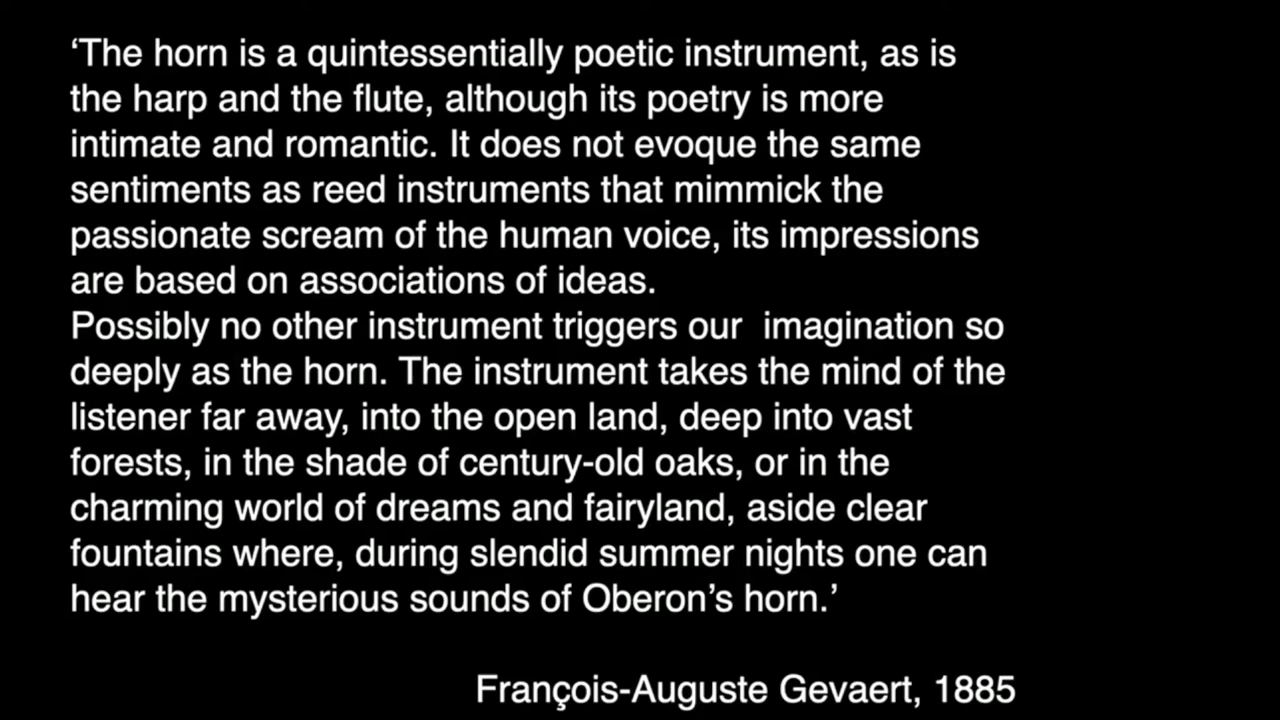 ‘The horn is a quintessentially poetic instrument, as is
the harp and the flute, although its poetry is more
intimate and romantic. It does not evoque the same
sentiments as reed instruments that mimmick the
passionate scream of the human voice, its impressions
are based on associations of ideas.
Possibly no other instrument triggers our  imagination so
deeply as the horn. The instrument takes the mind of the
listener far away, into the open land, deep into vast
forests, in the shade of century-old oaks, or in the
charming world of dreams and fairyland, aside clear
fountains where, during slendid summer nights one can
hear the mysterious sounds of Oberon’s horn.’
François-Auguste Gevaert, 1885